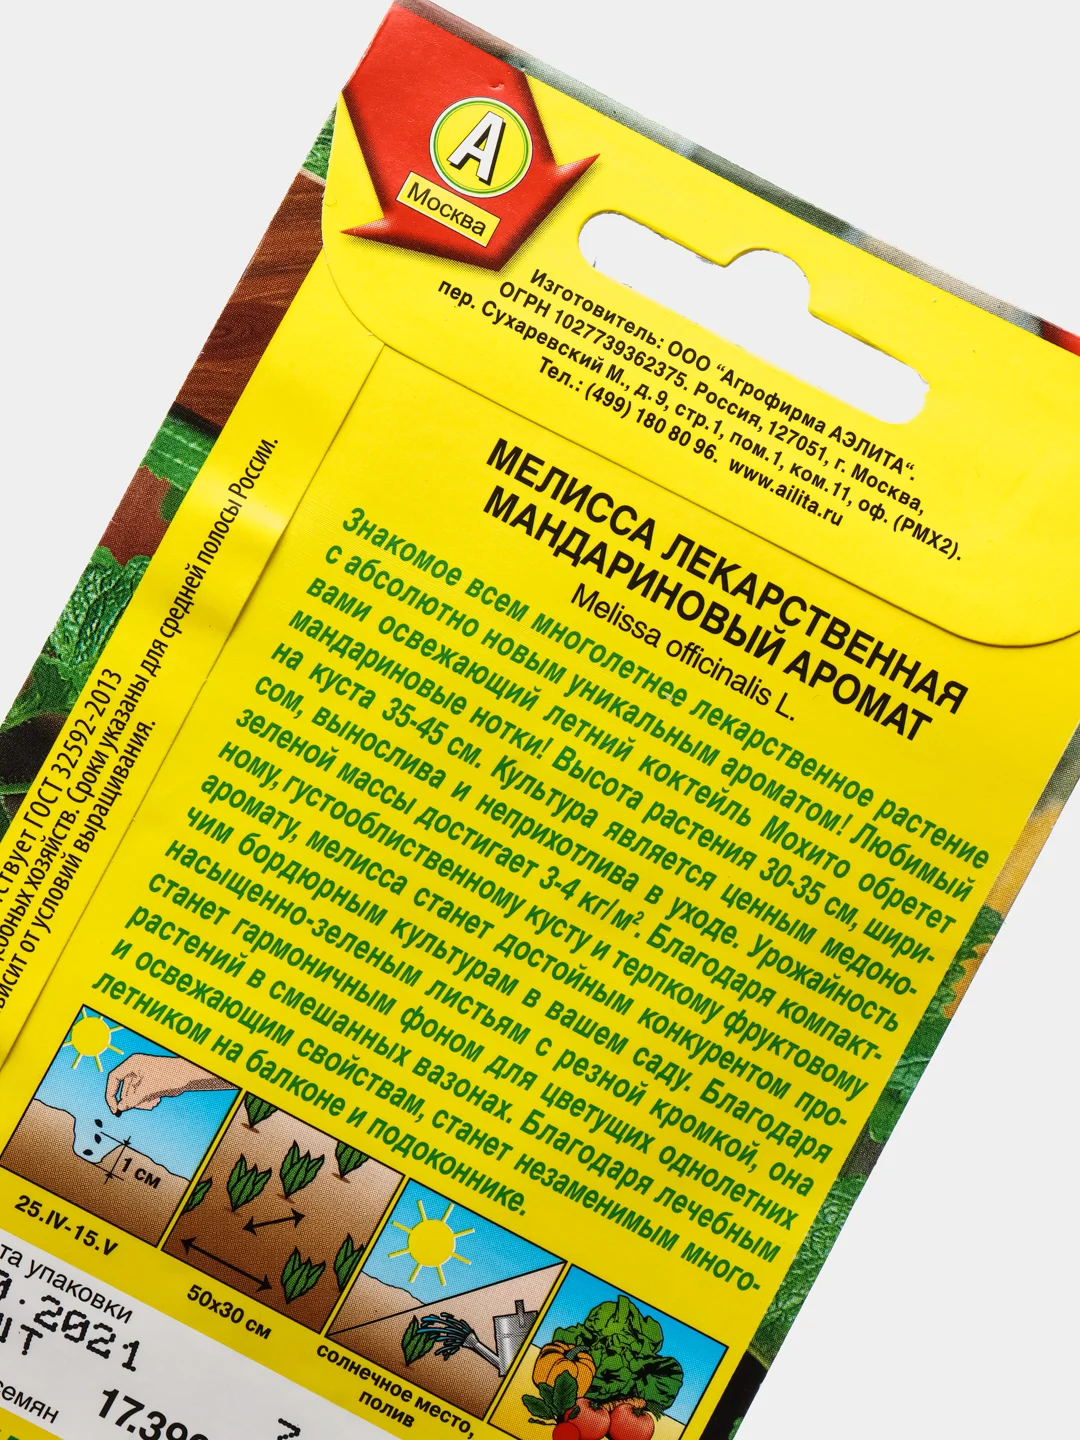 А
Москва
Изготовитель: ООО “Агрофирма АЭЛИТА“.
ОГРН 1027739362375. Россия, 127051, г. Москва,
пер. Сухаревский М., д. 9, стр.1, пом.1, ком.11, оф. (РМХ2).
Тел.: (499) 180 80 96. www.ailita.ru
МЕЛИССА ЛЕКАРСТВЕННАЯ
МАНДАРИНОВЫЙ АРОМАТ
Melissa officinalis L.
Знакомое всем многолетнее лекарственное растение
с абсолютно новым уникальным ароматом! Любимый
вами освежающий летний коктейль Мохито обретет
мандариновые нотки! Высота растения 30-35 см, шири-
на куста 35-45 см. Культура является ценным медоно-
сом, вынослива и неприхотлива в уходе. Урожайность
зеленой массы достигает 3-4 кг/м². Благодаря компакт-
ному, густооблиственному кусту и терпкому фруктовому
аромату, мелисса станет достойным конкурентом про-
чим бордюрным культурам в вашем саду. Благодаря
насыщенно-зеленым листьям с резной кромкой, она
станет гармоничным фоном для цветущих однолетних
растений в смешанных вазонах. Благодаря лечебным
и освежающим свойствам, станет незаменимым много-
летником на балконе и подоконнике.
ГОСТ 32592-2013
хозяйств. Сроки указаны для средней полосы России.
от условий выращивания.
1 см
25.IV-15.V
50х30 см
солнечное место,
полив
упаковки
2021
17.39